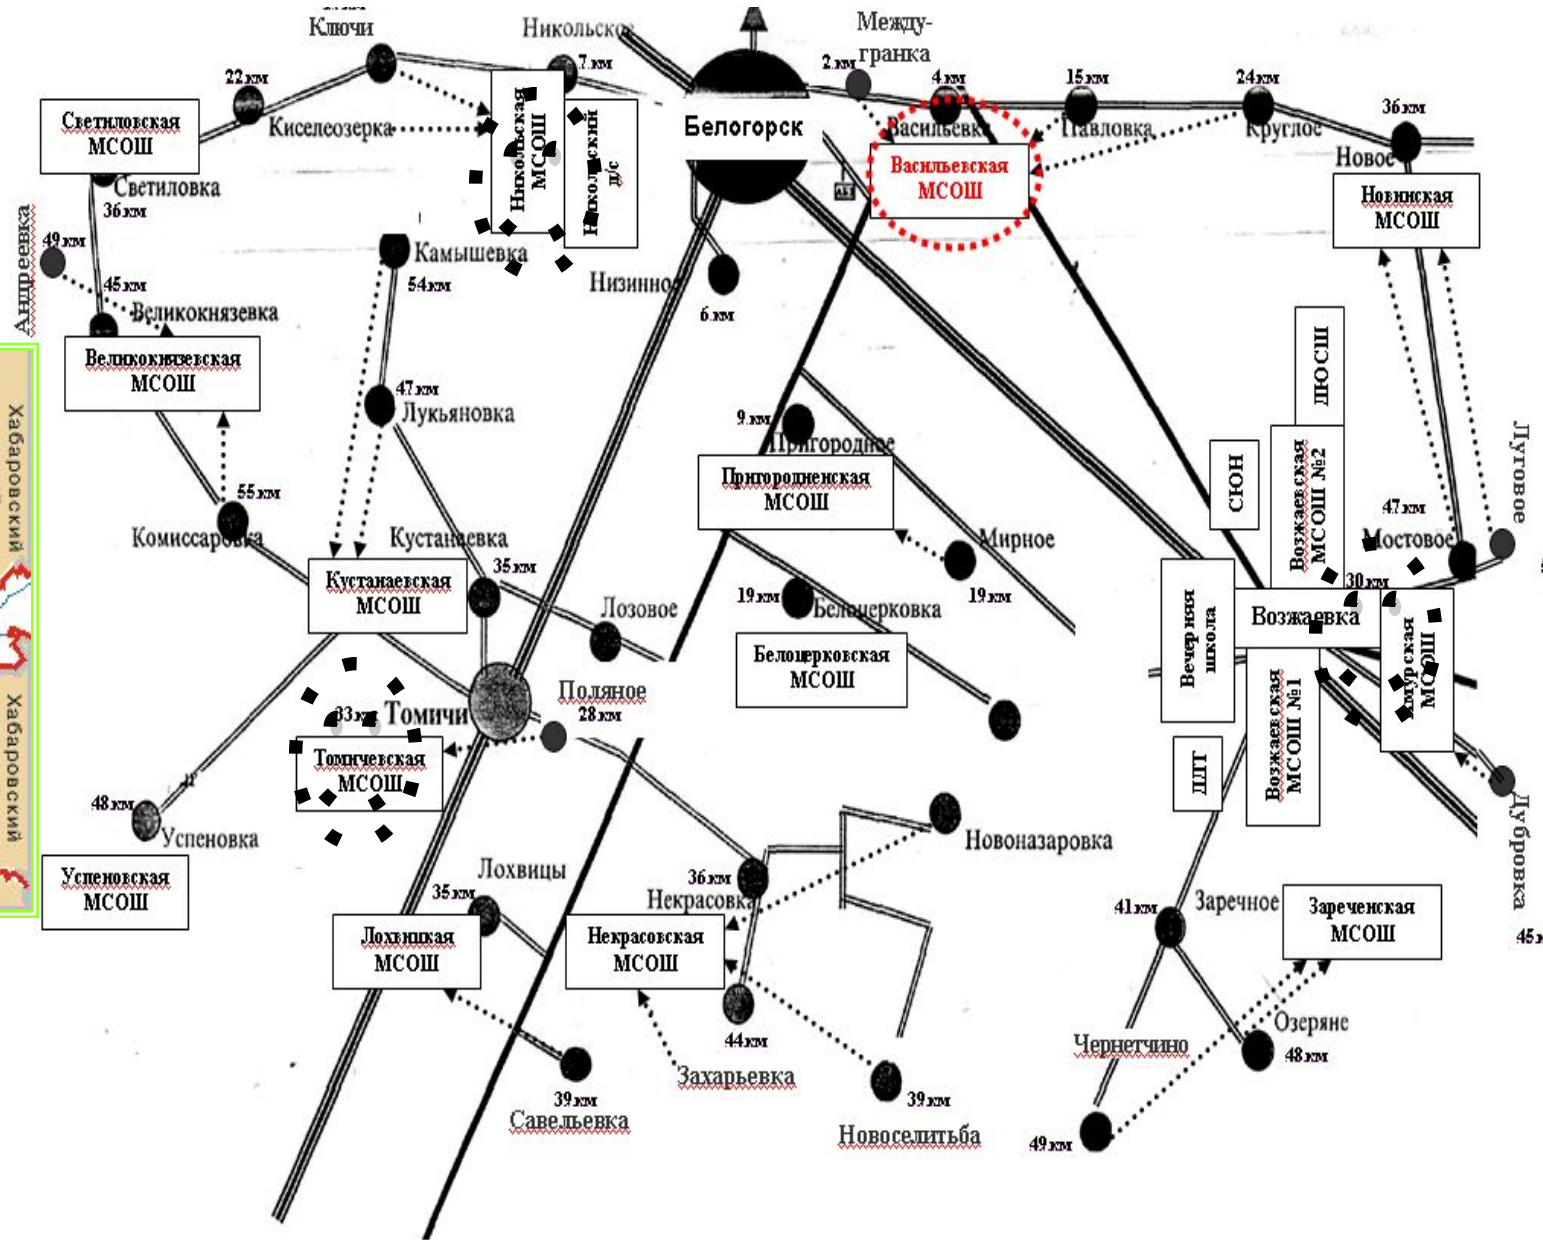 Ключи
Никольское
Между-
гранка
22 км
7 км
2 км
4 км
15 км
24 км
36 км
Светиловская
МСОШ
Киселеозерка
Никольская
МСОШ
Никольский
д/с
Белогорск
Васильевка
Павловка
Круглое
Новое
Васильевская
МСОШ
Новинская
МСОШ
Светиловка
36 км
Андреевка
49 км
Камышевка
54 км
Низинное
6 км
45 км
Великокнязевка
Великокнязевская
МСОШ
47 км
Лукьяновка
9 км
Пригородное
Пригородненская
МСОШ
ДЮСШ
СЮН
Возжаевская
МСОШ №2
Луговое
47 км
Мостовое
55 км
Комиссаровка
Кустанаевка
35 км
Кустанаевская
МСОШ
Мирное
19 км
19 км
Белоцерковка
Белоцерковская
МСОШ
Лозовое
30 км
Возжаевка
Вечерняя
школа
Возжаевская
МСОШ №1
МСОШ
Хабаровский
Хабаровский
Поляное
28 км
33 км
Томичи
Томичевская
МСОШ
48 км
Успеновка
Успеновская
МСОШ
Дубровка
45 к
Новоназаровка
Лохвицы
35 км
Лохвицкая
МСОШ
36 км
Некрасовка
Некрасовская
МСОШ
41 км
Заречное
Зареченская
МСОШ
44 км
Захарьевка
39 км
Савельевка
39 км
Новоселитьба
Чернетчино
49 км
Озеряне
48 км